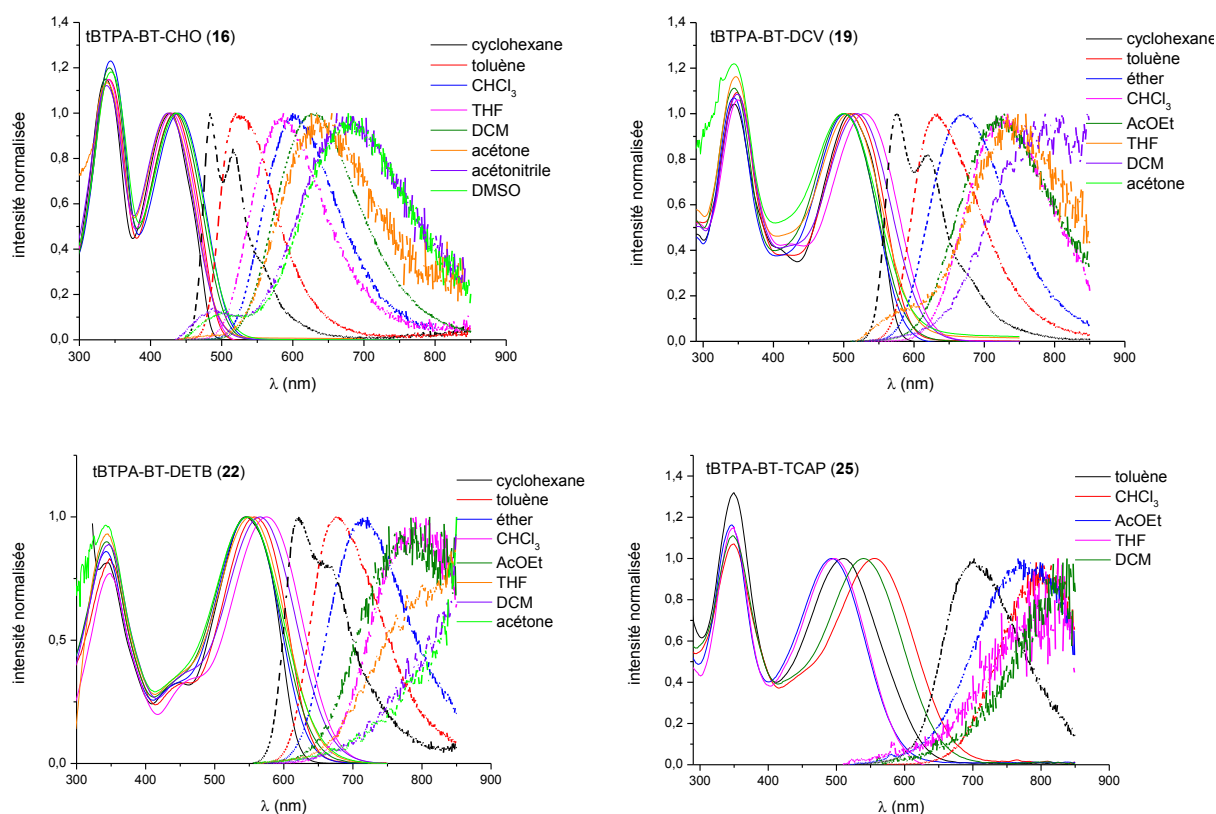 tBTPA-BT-CHO (16)
cyclohexane
toluène
CHCl3
THF
DCM
acétone
acétonitrile
DMSO
intensité normalisée
1,4
1,2
1,0
0,8
0,6
0,4
0,2
0,0
300 400 500 600 700 800 900
λ (nm)
tBTPA-BT-DCV (19)
cyclohexane
toluène
éther
CHCl3
AcOEt
THF
DCM
acétone
intensité normalisée
1,4
1,2
1,0
0,8
0,6
0,4
0,2
0,0
300 400 500 600 700 800 900
λ (nm)
tBTPA-BT-DETB (22)
cyclohexane
toluène
éther
CHCl3
AcOEt
THF
DCM
acétone
intensité normalisée
1,0
0,5
0,0
300 400 500 600 700 800 900
λ (nm)
tBTPA-BT-TCAP (25)
toluène
CHCl3
AcOEt
THF
DCM
intensité normalisée
1,4
1,2
1,0
0,8
0,6
0,4
0,2
0,0
300 400 500 600 700 800 900
λ (nm)